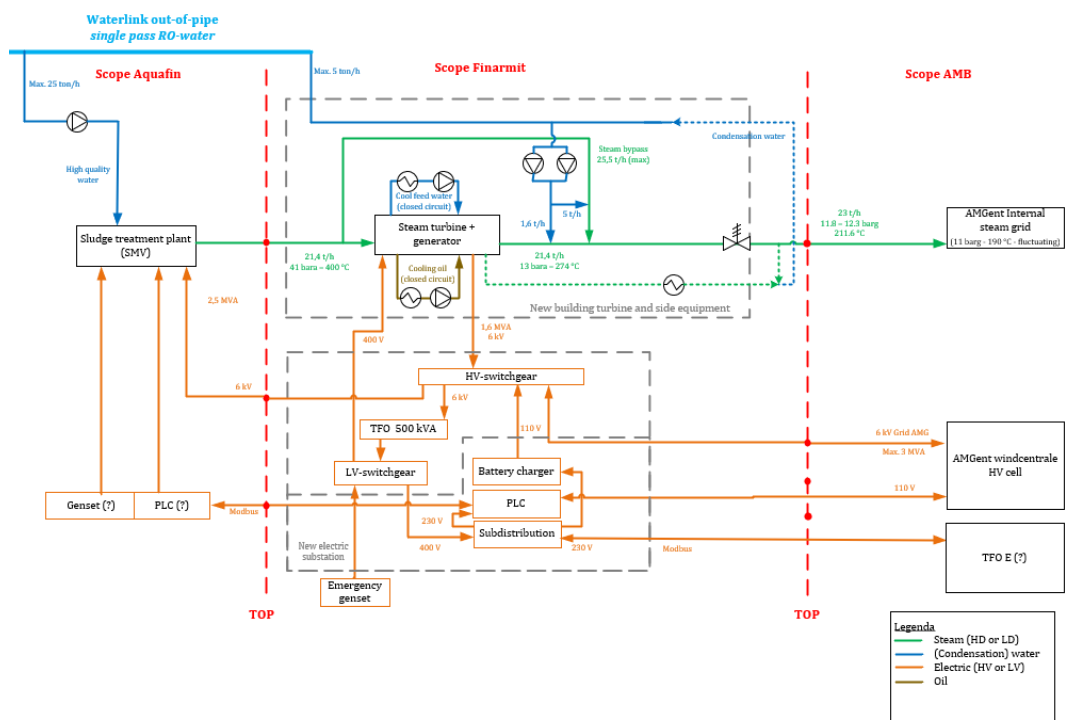 Waterlink out-of-pipe
single pass RO-water
Scope Aquafin
Scope Finarmit
Scope AMB
Max. 25 ton/h
Max. 5 ton/h
Condensation water
Steam bypass
25,5 t/h (max)
High quality
water
Cool feed water
(closed circuit)
Steam turbine +
generator
1,6 t/h
5 t/h
Sludge treatment plant
(SMV)
21,4 t/h
41 bara – 400 °C
Cooling oil
(closed circuit)
21,4 t/h
13 bara – 274 °C
23 t/h
11.8 – 12.3 barg
211.6 °C
AMGent Internal
steam grid
(11 barg - 190 °C - fluctuating)
New building turbine and side equipment
2,5 MVA
400 V
1,6 MVA
6 kV
HV-switchgear
6 kV
6 kV
TFO 500 kVA
110 V
6 kV Grid AMG
Max. 3 MVA
LV-switchgear
Battery charger
AMGent windcentrale
HV cell
PLC
110 V
Genset (?)
PLC (?)
Modbus
230 V
Subdistribution
400 V
230 V
Modbus
New electric
substation
TFO E (?)
Emergency
genset
TOP
TOP
Legenda
Steam (HD or LD)
(Condensation) water
Electric (HV or LV)
Oil